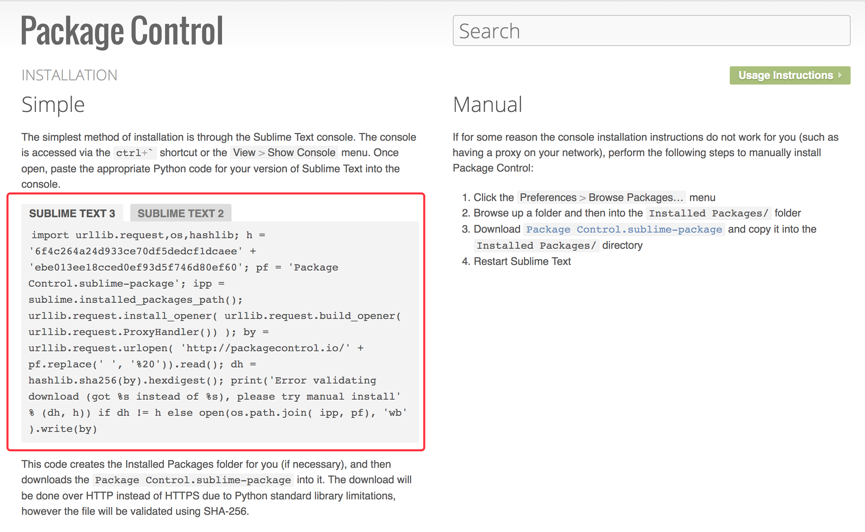 Package Control
Search
INSTALLATION
Usage Instructions ›
Simple
The simplest method of installation is through the Sublime Text console. The console
is accessed via the ctrl+` shortcut or the View > Show Console menu. Once
open, paste the appropriate Python code for your version of Sublime Text into the
console.
SUBLIME TEXT 3
SUBLIME TEXT 2
import urllib.request,os,hashlib; h =
'6f4c264a24d933ce70df5dedcf1dcaee' +
'ebe013ee18cced0ef93d5f746d80ef60'; pf = 'Package
Control.sublime-package'; ipp =
sublime.installed_packages_path();
urllib.request.install_opener( urllib.request.build_opener(
urllib.request.ProxyHandler()) ); by =
urllib.request.urlopen( 'http://packagecontrol.io/' +
pf.replace(' ', '%20')).read(); dh =
hashlib.sha256(by).hexdigest(); print('Error validating
download (got %s instead of %s), please try manual install'
% (dh, h)) if dh != h else open(os.path.join( ipp, pf), 'wb'
).write(by)
This code creates the Installed Packages folder for you (if necessary), and then
downloads the Package Control.sublime-package into it. The download will
be done over HTTP instead of HTTPS due to Python standard library limitations,
however the file will be validated using SHA-256.
Manual
If for some reason the console installation instructions do not work for you (such as
having a proxy on your network), perform the following steps to manually install
Package Control:
1. Click the Preferences > Browse Packages… menu
2. Browse up a folder and then into the Installed Packages/ folder
3. Download Package Control.sublime-package and copy it into the
Installed Packages/ directory
4. Restart Sublime Text